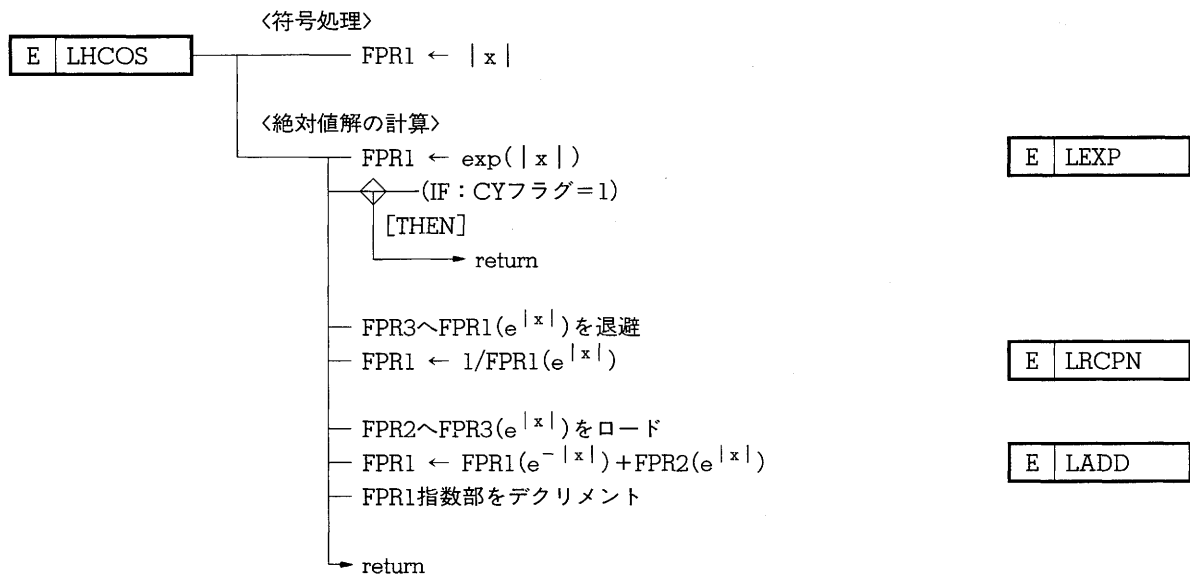 〈符号処理〉
E LHCOS
FPR1 ← |x|
〈絶対値解の計算〉
FPR1 ← exp(|x|)
E LEXP
(IF:CYフラグ=1)
[THEN]
return
FPR3へFPR1(e^|x|)を退避
FPR1 ← 1/FPR1(e^|x|)
E LRCPN
FPR2へFPR3(e^|x|)をロード
FPR1 ← FPR1(e^-|x|)+FPR2(e^|x|)
E LADD
FPR1指数部をデクリメント
return